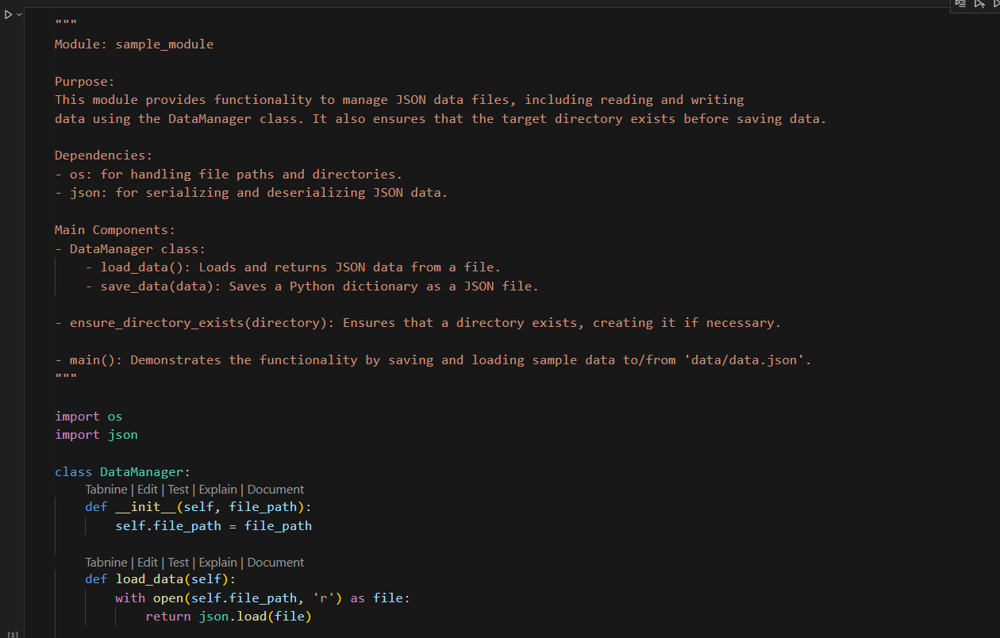 """
Module: sample_module
Purpose:
This module provides functionality to manage JSON data files, including reading and writing
data using the DataManager class. It also ensures that the target directory exists before saving data.
Dependencies:
- os: for handling file paths and directories.
- json: for serializing and deserializing JSON data.
Main Components:
- DataManager class:
    - load_data(): Loads and returns JSON data from a file.
    - save_data(data): Saves a Python dictionary as a JSON file.
- ensure_directory_exists(directory): Ensures that a directory exists, creating it if necessary.
- main(): Demonstrates the functionality by saving and loading sample data to/from 'data/data.json'.
"""
import os
import json
class DataManager:
    Tabnine | Edit | Test | Explain | Document
    def __init__(self, file_path):
        self.file_path = file_path
    Tabnine | Edit | Test | Explain | Document
    def load_data(self):
        with open(self.file_path, 'r') as file:
            return json.load(file)
[1]